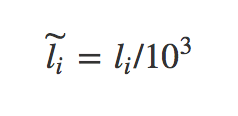 l̃ᵢ = lᵢ/10³